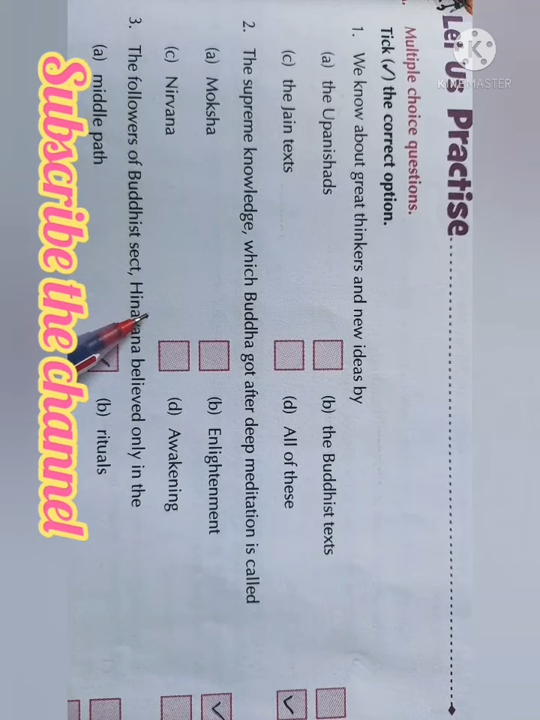 Let Us Practise
KINEMASTER
Multiple choice questions.
Tick (✓) the correct option.
1. We know about great thinkers and new ideas by
(a) the Upanishads (b) the Buddhist texts
(c) the Jain texts (d) All of these
2. The supreme knowledge, which Buddha got after deep meditation is called
(a) Moksha (b) Enlightenment
(c) Nirvana (d) Awakening
3. The followers of Buddhist sect, Hinayana believed only in the
(a) middle path (b) rituals
Subscribe the channel